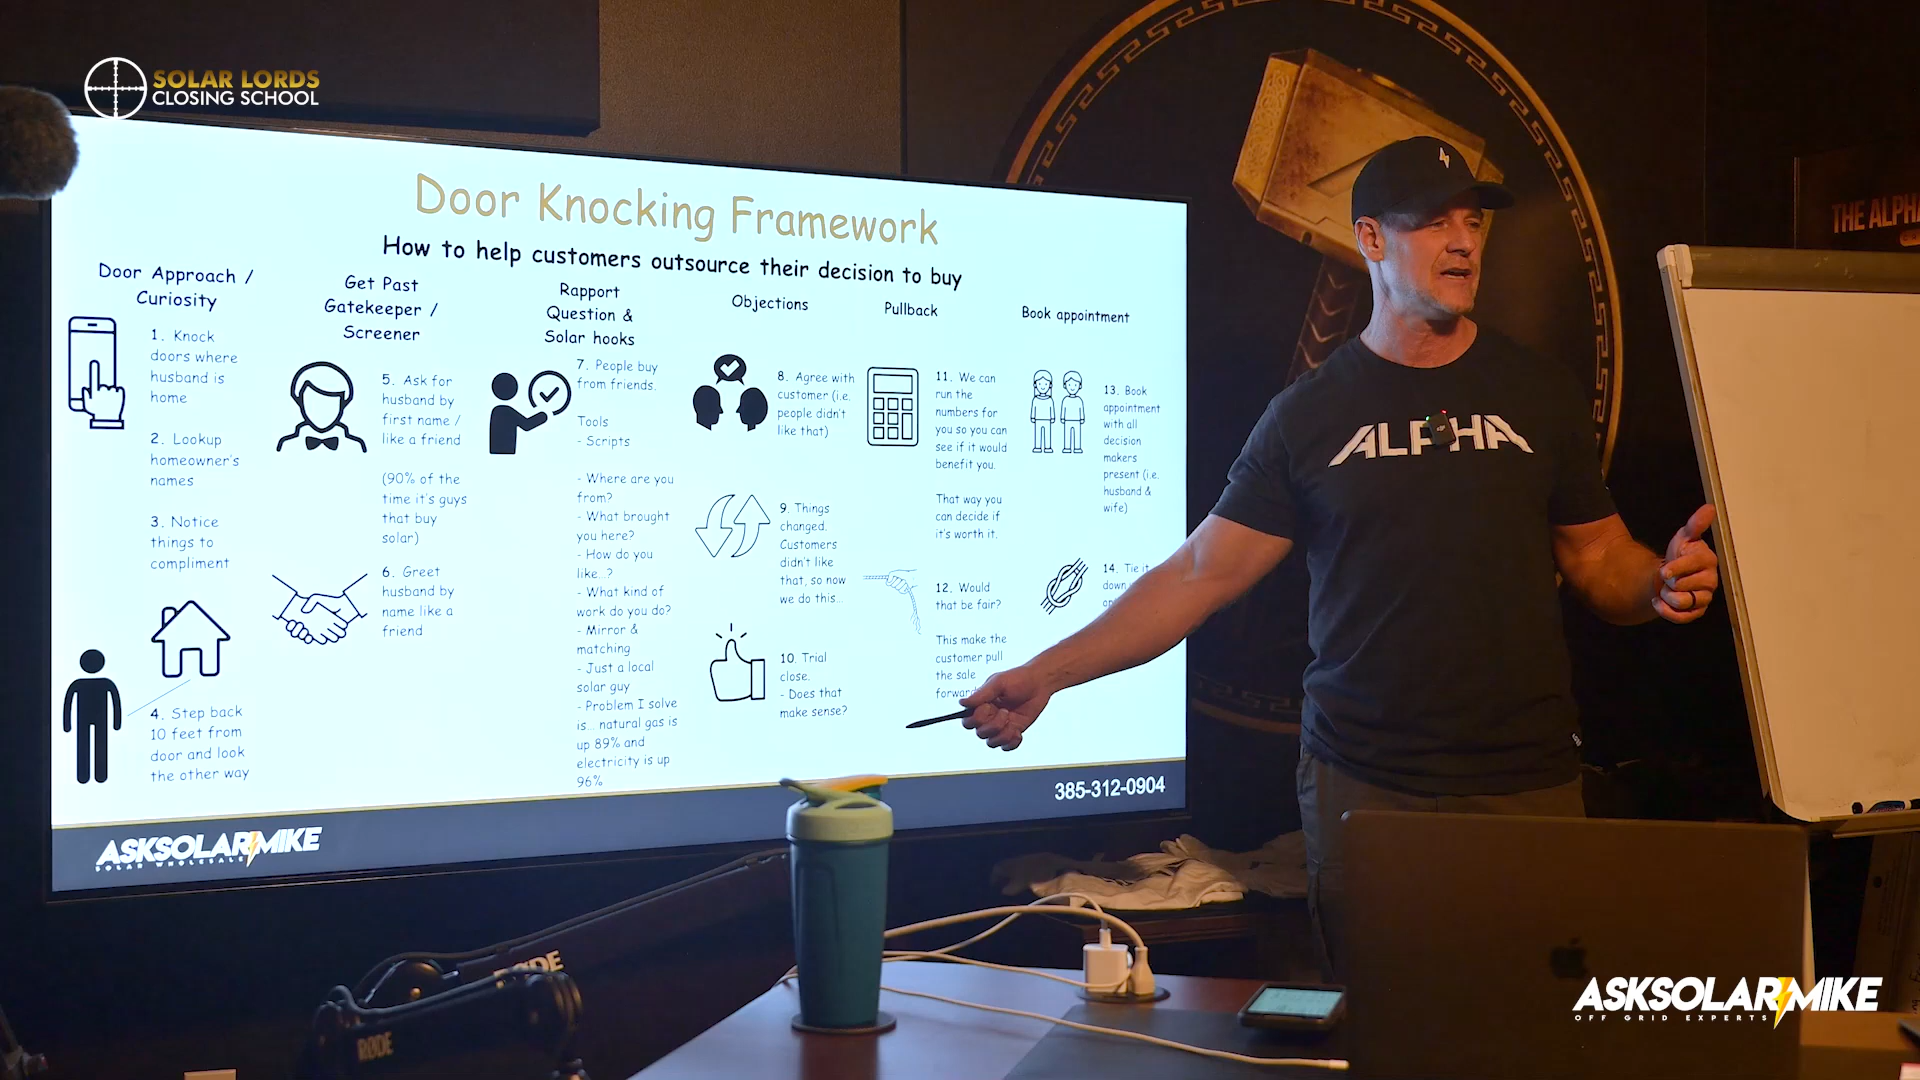 SOLAR LORDS
CLOSING SCHOOL
Door Knocking Framework
How to help customers outsource their decision to buy
Door Approach /
Curiosity
1. Knock
doors where
husband is
home
2. Lookup
homeowner's
names
3. Notice
things to
compliment
4. Step back
10 feet from
door and look
the other way
Get Past
Gatekeeper /
Screener
5. Ask for
husband by
first name /
like a friend
(90% of the
time it's guys
that buy
solar)
6. Greet
husband by
name like a
friend
Rapport
Question &
Solar hooks
7. People buy
from friends.
Tools
- Scripts
- Where are you
from?
- What brought
you here?
- How do you
like...?
- What kind of
work do you do?
- Mirror &
matching
- Just a local
solar guy
- Problem I solve
is... natural gas is
up 89% and
electricity is up
96%
Objections
8. Agree with
customer (i.e.
people didn't
like that)
9. Things
changed.
Customers
didn't like
that, so now
we do this...
10. Trial
close.
- Does that
make sense?
Pullback
11. We can
run the
numbers for
you so you can
see if it would
benefit you.
That way you
can decide if
it's worth it.
12. Would
that be fair?
This make the
customer pull
the sale
forward
Book appointment
13. Book
appointment
with all
decision
makers
present (i.e.
husband &
wife)
14. Tie it
down
385-312-0904
ASKSOLARMIKE
SOLAR WHOLESALE
ALPHA
THE ALPH
RØDE
ASKSOLARMIKE
OFF GRID EXPERTS